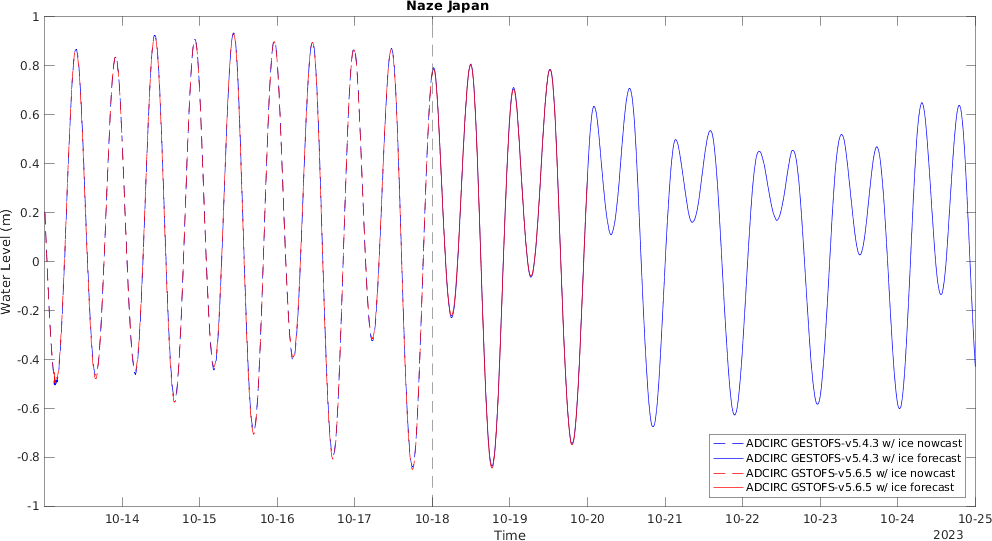 Naze Japan
1
0.8
0.6
0.4
0.2
0
-0.2
-0.4
-0.6
-0.8
-1
Water Level (m)
10-14 10-15 10-16 10-17 10-18 10-19 10-20 10-21 10-22 10-23 10-24 10-25
Time
2023
ADCIRC GESTOFS-v5.4.3 w/ ice nowcast
ADCIRC GESTOFS-v5.4.3 w/ ice forecast
ADCIRC GSTOFS-v5.6.5 w/ ice nowcast
ADCIRC GSTOFS-v5.6.5 w/ ice forecast